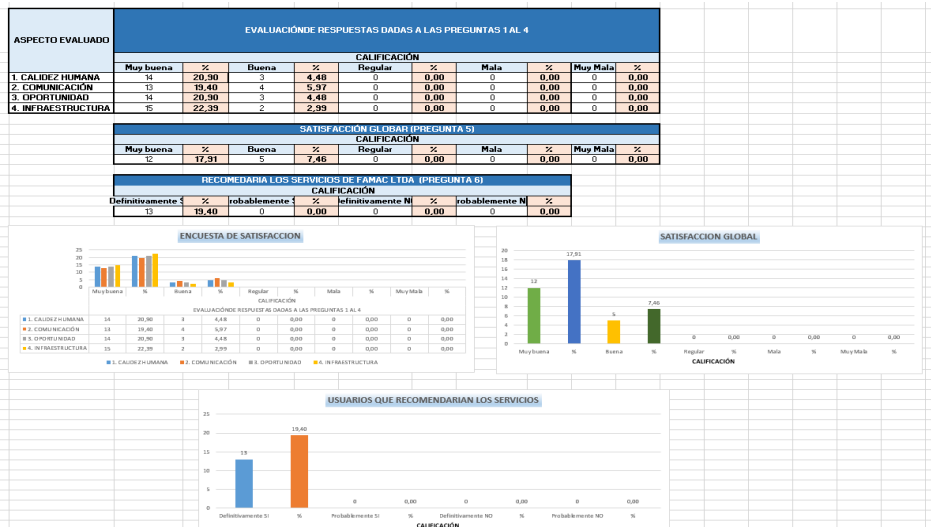 ASPECTO EVALUADO
EVALUACIÓNDE RESPUESTAS DADAS A LAS PREGUNTAS 1 AL 4
CALIFICACIÓN
Muy buena % Buena % Regular % Mala % Muy Mala %
1. CALIDEZ HUMANA 14 20,90 3 4,48 0 0,00 0 0,00 0 0,00
2. COMUNICACIÓN 13 19,40 4 5,97 0 0,00 0 0,00 0 0,00
3. OPORTUNIDAD 14 20,90 3 4,48 0 0,00 0 0,00 0 0,00
4. INFRAESTRUCTURA 15 22,39 2 2,99 0 0,00 0 0,00 0 0,00
SATISFACCIÓN GLOBAR (PREGUNTA 5)
CALIFICACIÓN
Muy buena % Buena % Regular % Mala % Muy Mala %
12 17,91 5 7,46 0 0,00 0 0,00 0 0,00
RECOMEDARIA LOS SERVICIOS DE FAMAC LTDA (PREGUNTA 6)
CALIFICACIÓN
Definitivamente S % robablemente S % efinitivamente N % robablemente N %
13 19,40 0 0,00 0 0,00 0 0,00
ENCUESTA DE SATISFACCION
25
20
15
10
5
0
Muy buena % Buena % Regular % Mala % Muy Mala %
CALIFICACIÓN
EVALUACIÓNDE RESPUESTAS DADAS A LAS PREGUNTAS 1 AL 4
1. CALIDEZ HUMANA 14 20,90 3 4,48 0 0,00 0 0,00 0 0,00
2. COMUNICACIÓN 13 19,40 4 5,97 0 0,00 0 0,00 0 0,00
3. OPORTUNIDAD 14 20,90 3 4,48 0 0,00 0 0,00 0 0,00
4. INFRAESTRUCTURA 15 22,39 2 2,99 0 0,00 0 0,00 0 0,00
1. CALIDEZ HUMANA 2. COMUNICACIÓN 3. OPORTUNIDAD 4. INFRAESTRUCTURA
SATISFACCION GLOBAL
20
18
16
14
12
10
8
6
4
2
0
12 17,91 5 7,46 0 0,00 0 0,00 0 0,00
Muy buena % Buena % Regular % Mala % Muy Mala %
CALIFICACIÓN
USUARIOS QUE RECOMENDARIAN LOS SERVICIOS
25
20
15
10
5
0
13 19,40 0 0,00 0 0,00 0 0,00
Definitivamente SI % Probablemente SI % Definitivamente NO % Probablemente NO %
CALIFICACIÓN